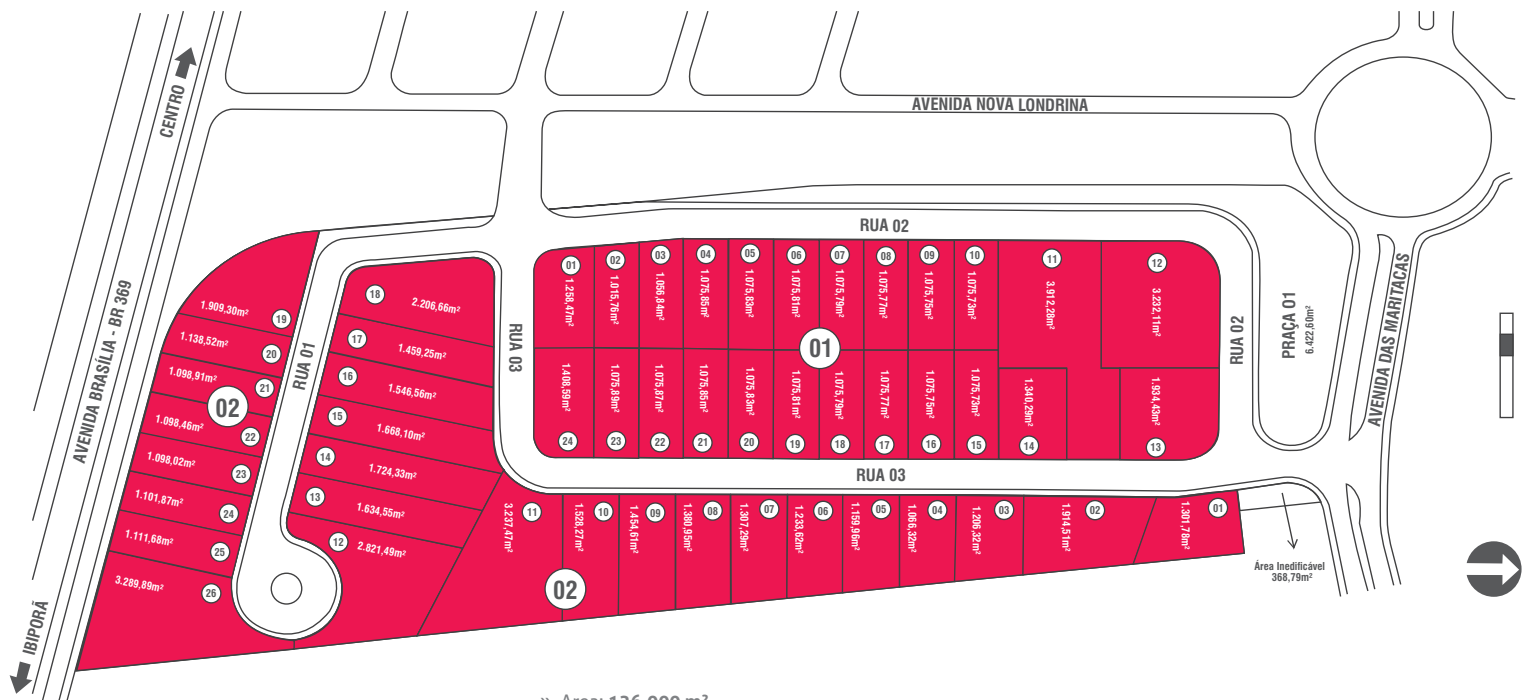 AVENIDA NOVA LONDRINA
CENTRO
AVENIDA BRASÍLIA - BR 369
IBIPORÃ
RUA 02
RUA 01
RUA 03
RUA 02
RUA 03
PRAÇA 01
6.422,60m²
AVENIDA DAS MARITACAS
01
01
1.258,47m²
02
1.015,76m²
03
1.055,84m²
04
1.075,85m²
05
1.075,83m²
06
1.075,81m²
07
1.075,79m²
08
1.075,77m²
09
1.075,75m²
10
1.075,73m²
11
3.912,28m²
12
3.232,11m²
1.934,43m²
13
1.340,29m²
14
1.075,73m²
15
1.075,75m²
16
1.075,77m²
17
1.075,79m²
18
1.075,81m²
19
1.075,83m²
20
1.075,85m²
21
1.075,87m²
22
1.075,89m²
23
1.408,59m²
24
02
01
1.301,78m²
02
1.914,51m²
03
1.206,32m²
04
1.066,32m²
05
1.159,96m²
06
1.233,62m²
07
1.307,29m²
08
1.380,95m²
09
1.454,61m²
10
1.528,27m²
11
3.237,47m²
12
2.821,49m²
13
1.634,55m²
14
1.724,33m²
15
1.668,10m²
16
1.546,56m²
17
1.459,25m²
18
2.206,66m²
02
1.909,30m²
19
1.138,52m²
20
1.098,91m²
21
1.098,46m²
22
1.098,02m²
23
1.101,87m²
24
1.111,68m²
25
3.289,89m²
26
Área Inedificável
368,79m²